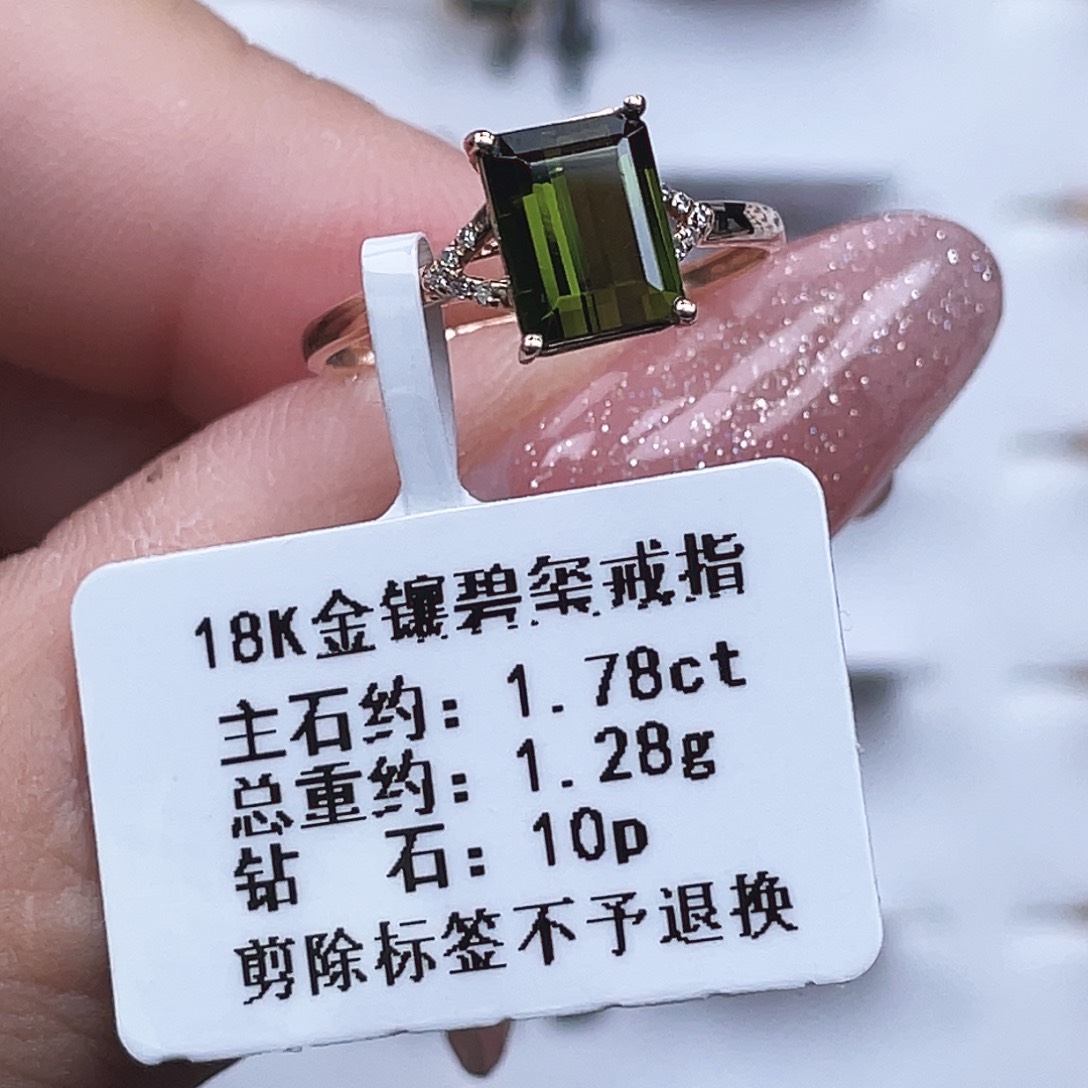 18K金镶碧玺戒指
主石约：1.78ct
总重约：1.28g
钻 石：10p
剪除标签不予退换